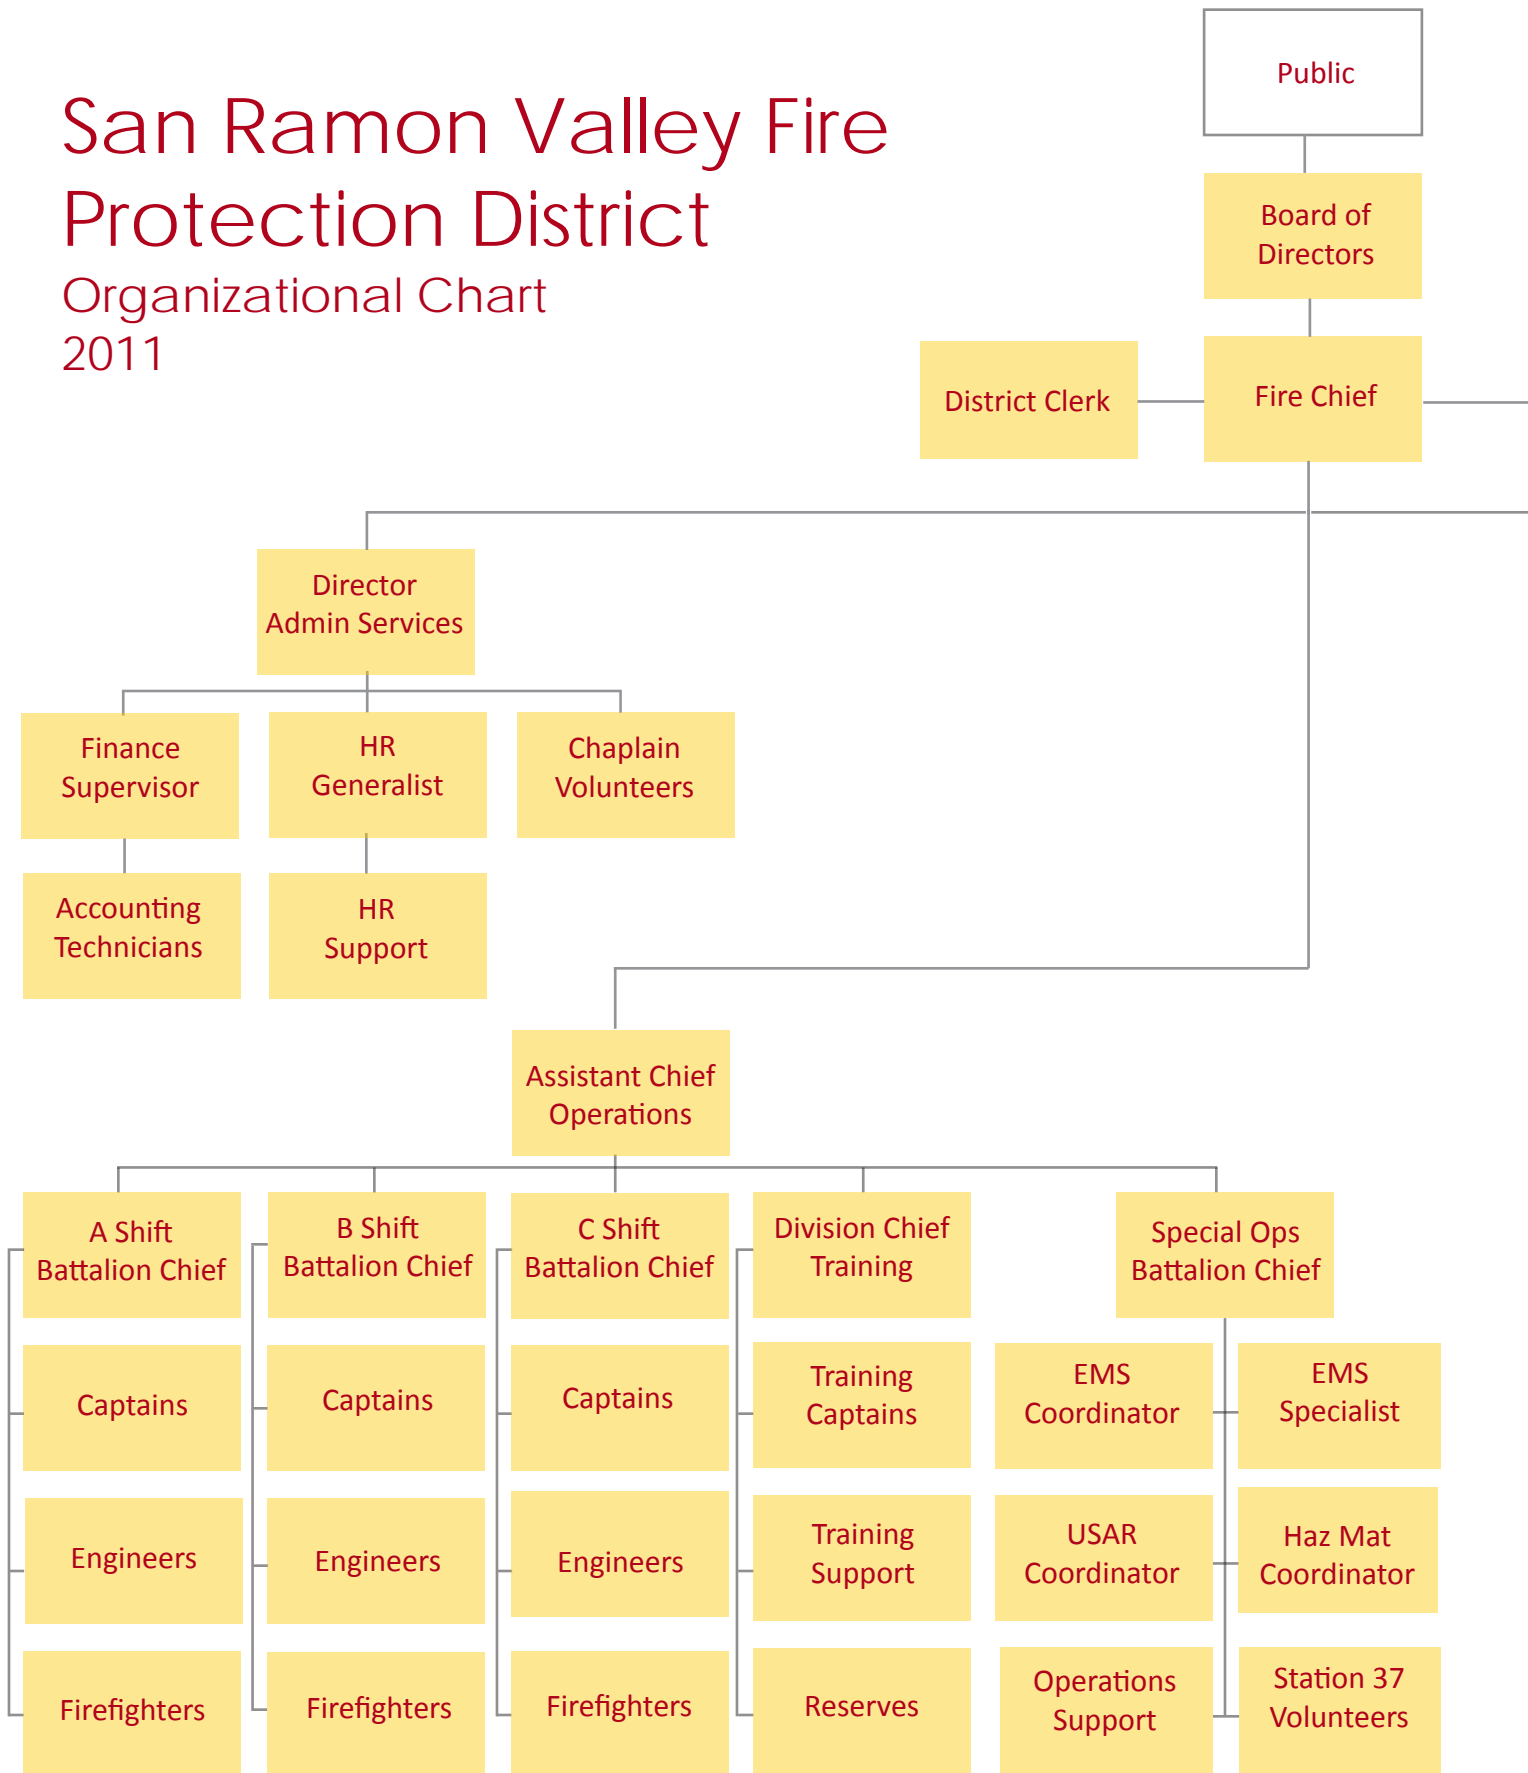 San Ramon Valley Fire
Protection District
Organizational Chart
2011
Public
Board of
Directors
District Clerk
Fire Chief
Director
Admin Services
Finance
Supervisor
HR
Generalist
Chaplain
Volunteers
Accounting
Technicians
HR
Support
Assistant Chief
Operations
A Shift
Battalion Chief
B Shift
Battalion Chief
C Shift
Battalion Chief
Division Chief
Training
Special Ops
Battalion Chief
Captains
Captains
Captains
Training
Captains
EMS
Coordinator
EMS
Specialist
Engineers
Engineers
Engineers
Training
Support
USAR
Coordinator
Haz Mat
Coordinator
Firefighters
Firefighters
Firefighters
Reserves
Operations
Support
Station 37
Volunteers